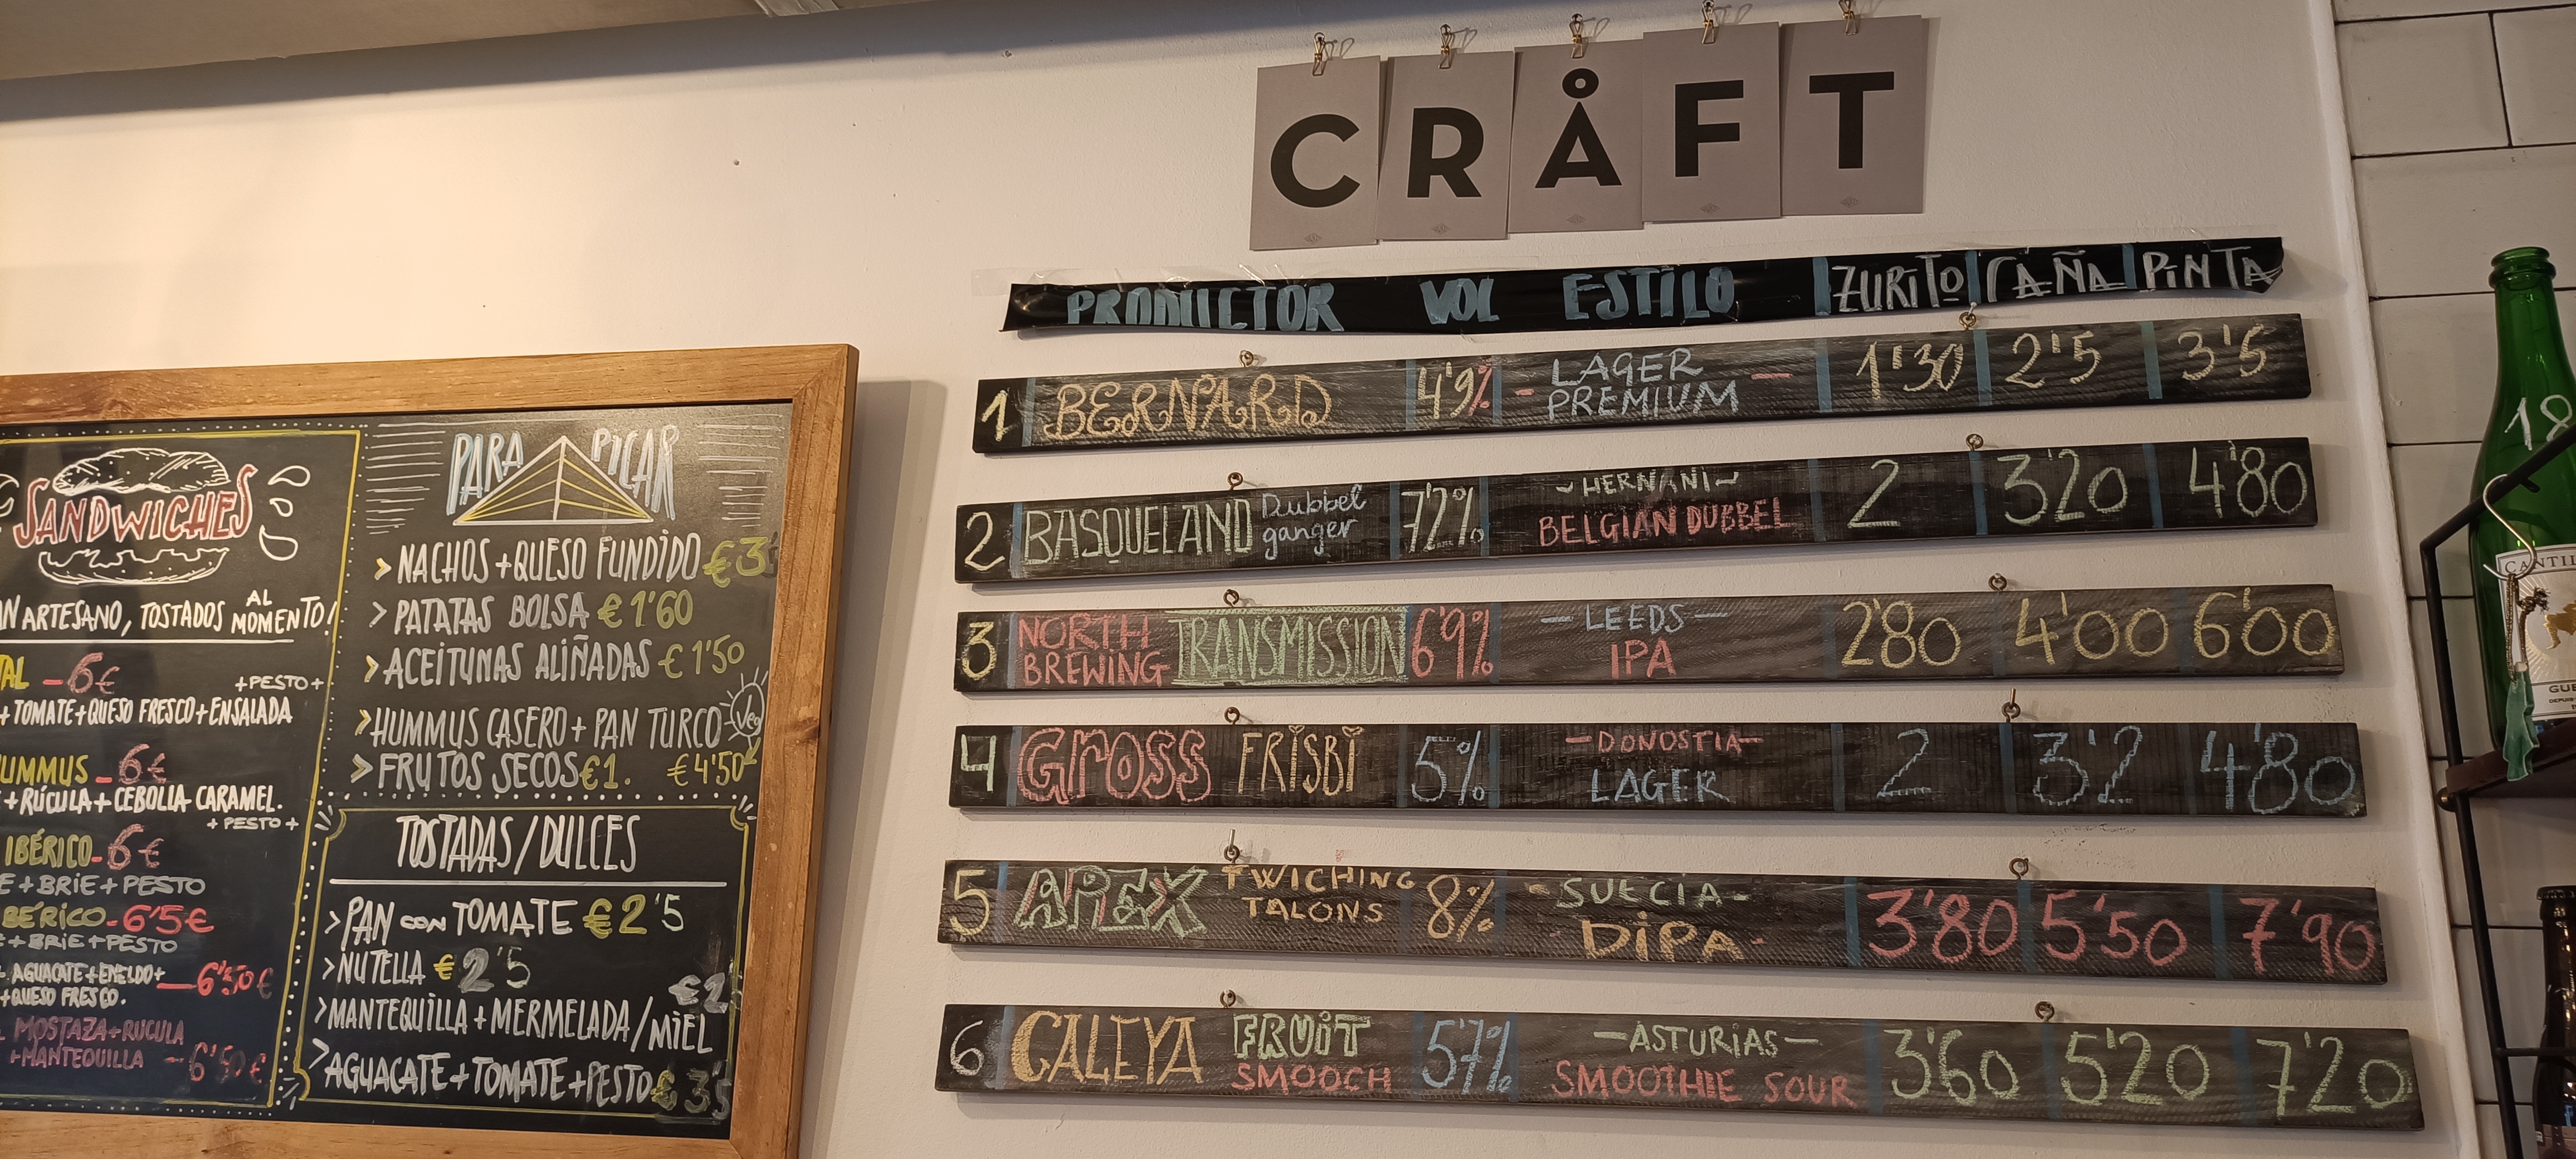 CRÅFT
PRODUCTOR VOL ESTILO ZURITO CAÑA PINTA
1 BERNARD 4'9% - LAGER PREMIUM - 1'30 2'5 3'5
2 BASQUELAND Dubbel ganger 7'2% ~HERNANI~ BELGIAN DUBBEL 2 3'20 4'80
3 NORTH BREWING TRANSMISSION 6'9% -LEEDS- IPA 2'80 4'00 6'00
4 GROSS FRISBI 5% -DONOSTIA- LAGER 2 3'2 4'80
5 APEX TWICHING TALONS 8% -SUECIA- DIPA 3'80 5'50 7'90
6 CALEYA FRUIT SMOOCH 5'7% -ASTURIAS- SMOOTHIE SOUR 3'60 5'20 7'20
SANDWICHES
AN ARTESANO, TOSTADOS AL MOMENTO!
TAL - 6€ +PESTO+
+ TOMATE+QUESO FRESCO+ENSALADA
UMMUS - 6€
+ RÚCULA + CEBOLLA CARAMEL.
+ PESTO +
IBÉRICO - 6€
E + BRIE + PESTO
BÉRICO - 6'5€
E + BRIE + PESTO
+ AGUACATE + ENELDO + - 6'50€
+QUESO FRESCO.
MOSTAZA + RUCULA
+MANTEQUILLA - 6'50€
PARA PICAR
> NACHOS + QUESO FUNDIDO €3
> PATATAS BOLSA €1'60
> ACEITUNAS ALIÑADAS €1'50
> HUMMUS CASERO + PAN TURCO Veg
> FRUTOS SECOS €1. €4'50
TOSTADAS/DULCES
> PAN con TOMATE €2'5
> NUTELLA €2'5
€2
> MANTEQUILLA + MERMELADA / MIEL
> AGUACATE + TOMATE + PESTO €3'5
18
CANTIL
GUE